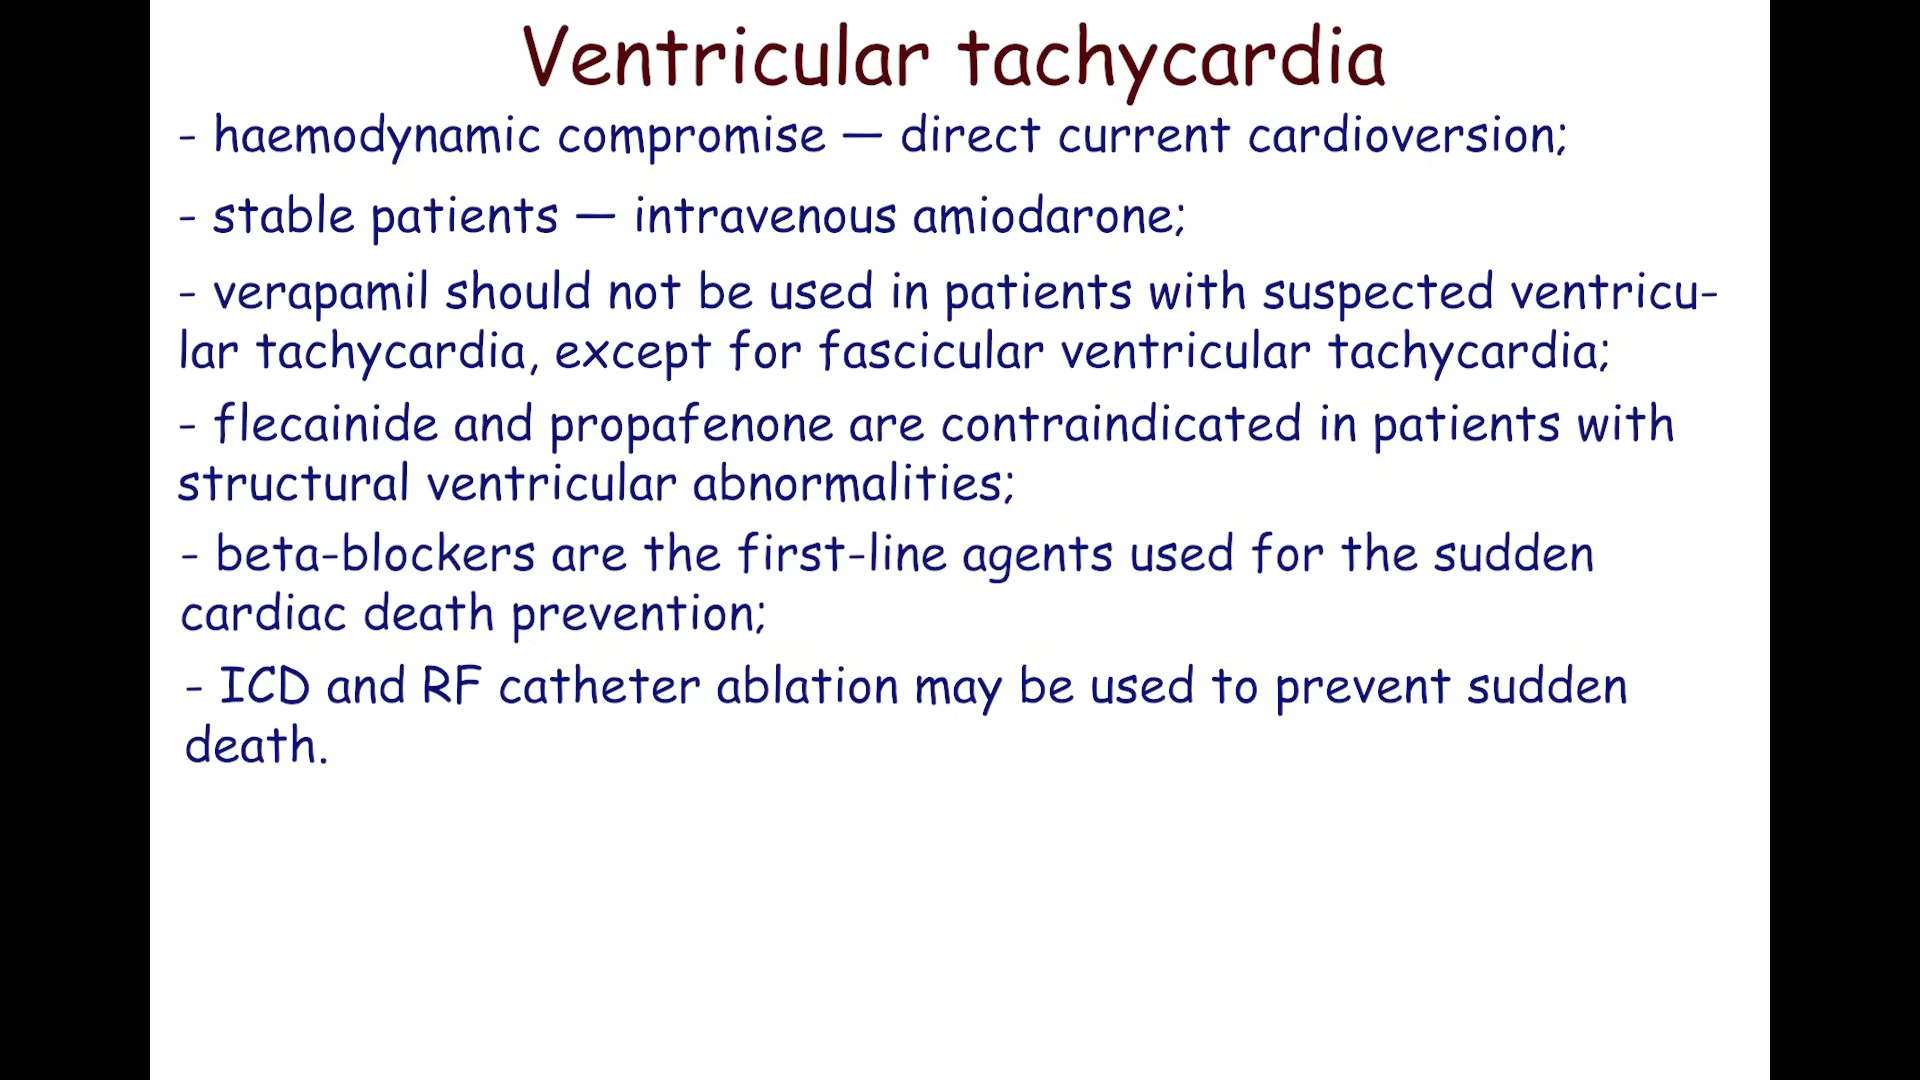 Ventricular tachycardia
- haemodynamic compromise — direct current cardioversion;
- stable patients — intravenous amiodarone;
- verapamil should not be used in patients with suspected ventricu-
lar tachycardia, except for fascicular ventricular tachycardia;
- flecainide and propafenone are contraindicated in patients with
structural ventricular abnormalities;
- beta-blockers are the first-line agents used for the sudden
cardiac death prevention;
- ICD and RF catheter ablation may be used to prevent sudden
death.